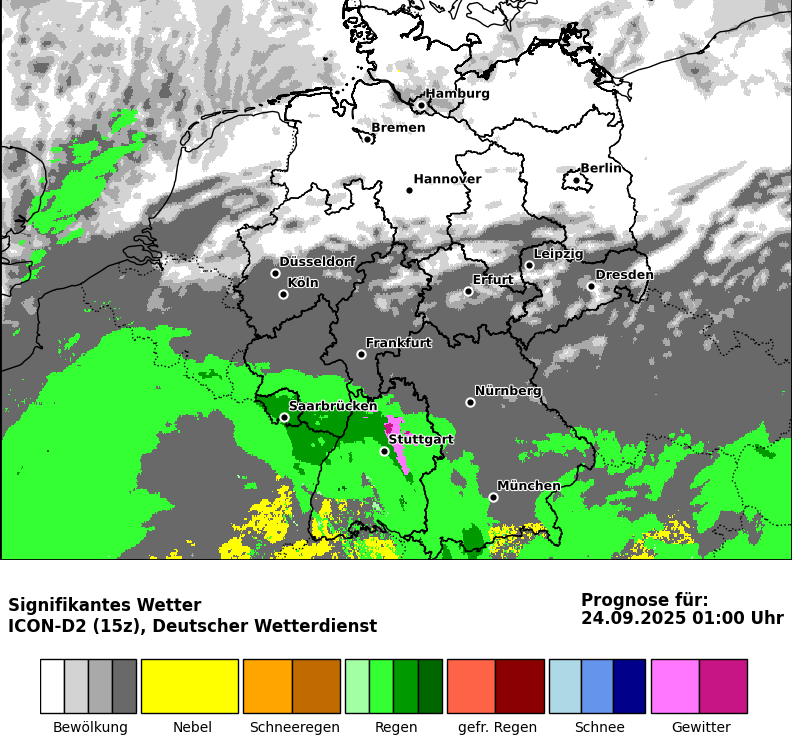 Hamburg
Bremen
Hannover
Berlin
Düsseldorf
Köln
Leipzig
Erfurt
Dresden
Frankfurt
Nürnberg
Saarbrücken
Stuttgart
München
Signifikantes Wetter
ICON-D2 (15z), Deutscher Wetterdienst
Prognose für:
24.09.2025 01:00 Uhr
Bewölkung
Nebel
Schneeregen
Regen
gefr. Regen
Schnee
Gewitter